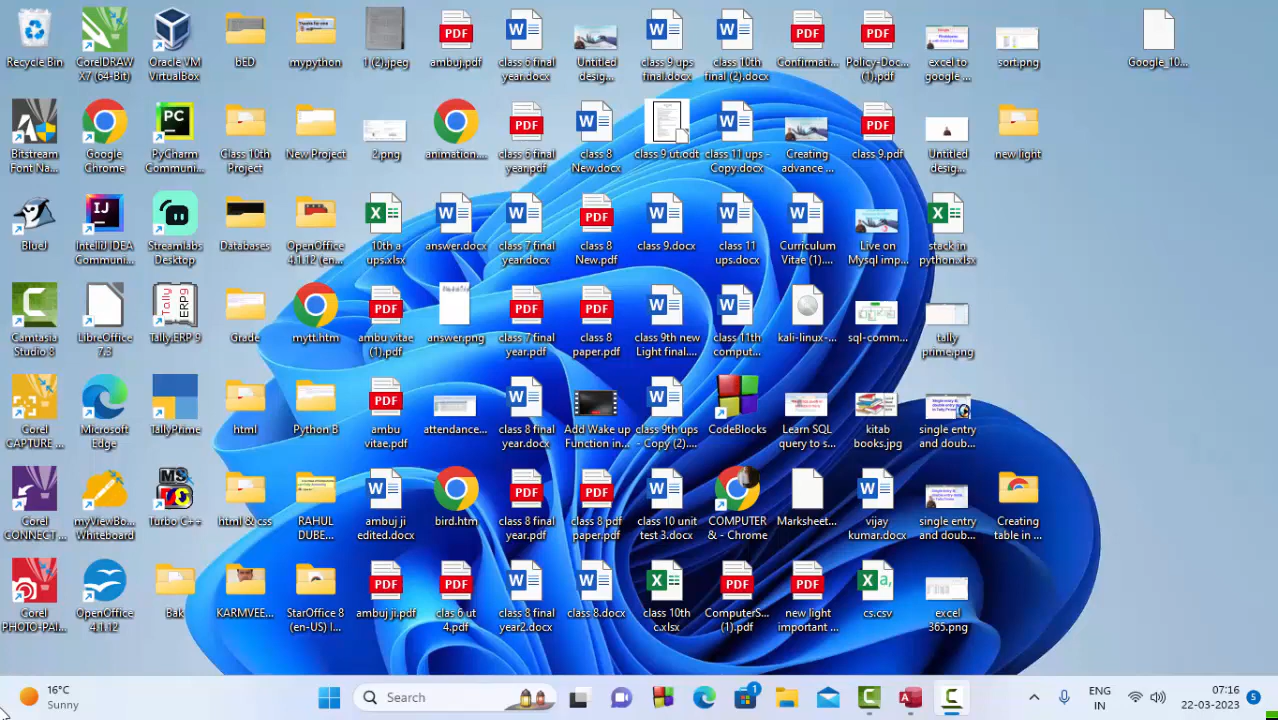 Recycle Bin
CorelDRAW
X7 (64-Bit)
Oracle VM
VirtualBox
bED
mypython
1 (2).jpeg
ambuj.pdf
class 6 final
year.docx
Untitled
desig...
class 9 ups
final.docx
class 10th
final (2).docx
Confirmati...
Policy-Doc...
(1).pdf
excel to
google ...
sort.png
Google_10...
Bitstream
Font Na...
Google
Chrome
PyCharm
Communi...
Class 10th
Project
New Project
2.png
animation....
class 6 final
year.pdf
class 8
New.docx
class 9 ut.odt
class 11 ups -
Copy.docx
Creating
advance ...
class 9.pdf
Untitled
desig...
new light
BlueJ
IntelliJ IDEA
Communi...
Streamlabs
Desktop
Databases
OpenOffice
4.1.12 (en...
10th a
ups.xlsx
answer.docx
class 7 final
year.docx
class 8
New.pdf
class 9.docx
class 11
ups.docx
Curriculum
Vitae (1)....
Live on
Mysql imp...
stack in
python.xlsx
Camtasia
Studio 8
LibreOffice
7.3
Tally.ERP 9
Grade
mytt.htm
ambu vitae
(1).pdf
answer.png
class 7 final
year.pdf
class 8
paper.pdf
class 9th new
Light final....
class 11th
comput...
kali-linux-...
sql-comm...
tally
prime.png
Corel
CAPTURE ...
Microsoft
Edge
TallyPrime
html
Python B
ambu
vitae.pdf
attendance...
class 8 final
year.docx
Add Wake up
Function in...
class 9th ups
- Copy (2)....
CodeBlocks
Learn SQL
query to s...
kitab
books.jpg
single entry
and doub...
Corel
CONNECT ...
myViewBo...
Whiteboard
Turbo C++
html & css
RAHUL
DUBE...
ambuj ji
edited.docx
bird.htm
class 8 final
year.pdf
class 8 pdf
paper.pdf
class 10 unit
test 3.docx
COMPUTER
& - Chrome
Marksheet...
vijay
kumar.docx
single entry
and doub...
Creating
table in ...
Corel
PHOTO-PAI...
OpenOffice
4.1.12
Bak
KARMVEE...
StarOffice 8
(en-US) I...
ambuj ji.pdf
clas 6 ut
4.pdf
class 8 final
year2.docx
class 8.docx
class 10th
c.xlsx
ComputerS...
(1).pdf
new light
important ...
cs.csv
excel
365.png
16°C
Sunny
Search
1
ENG
IN
07:16
22-03-2023
5